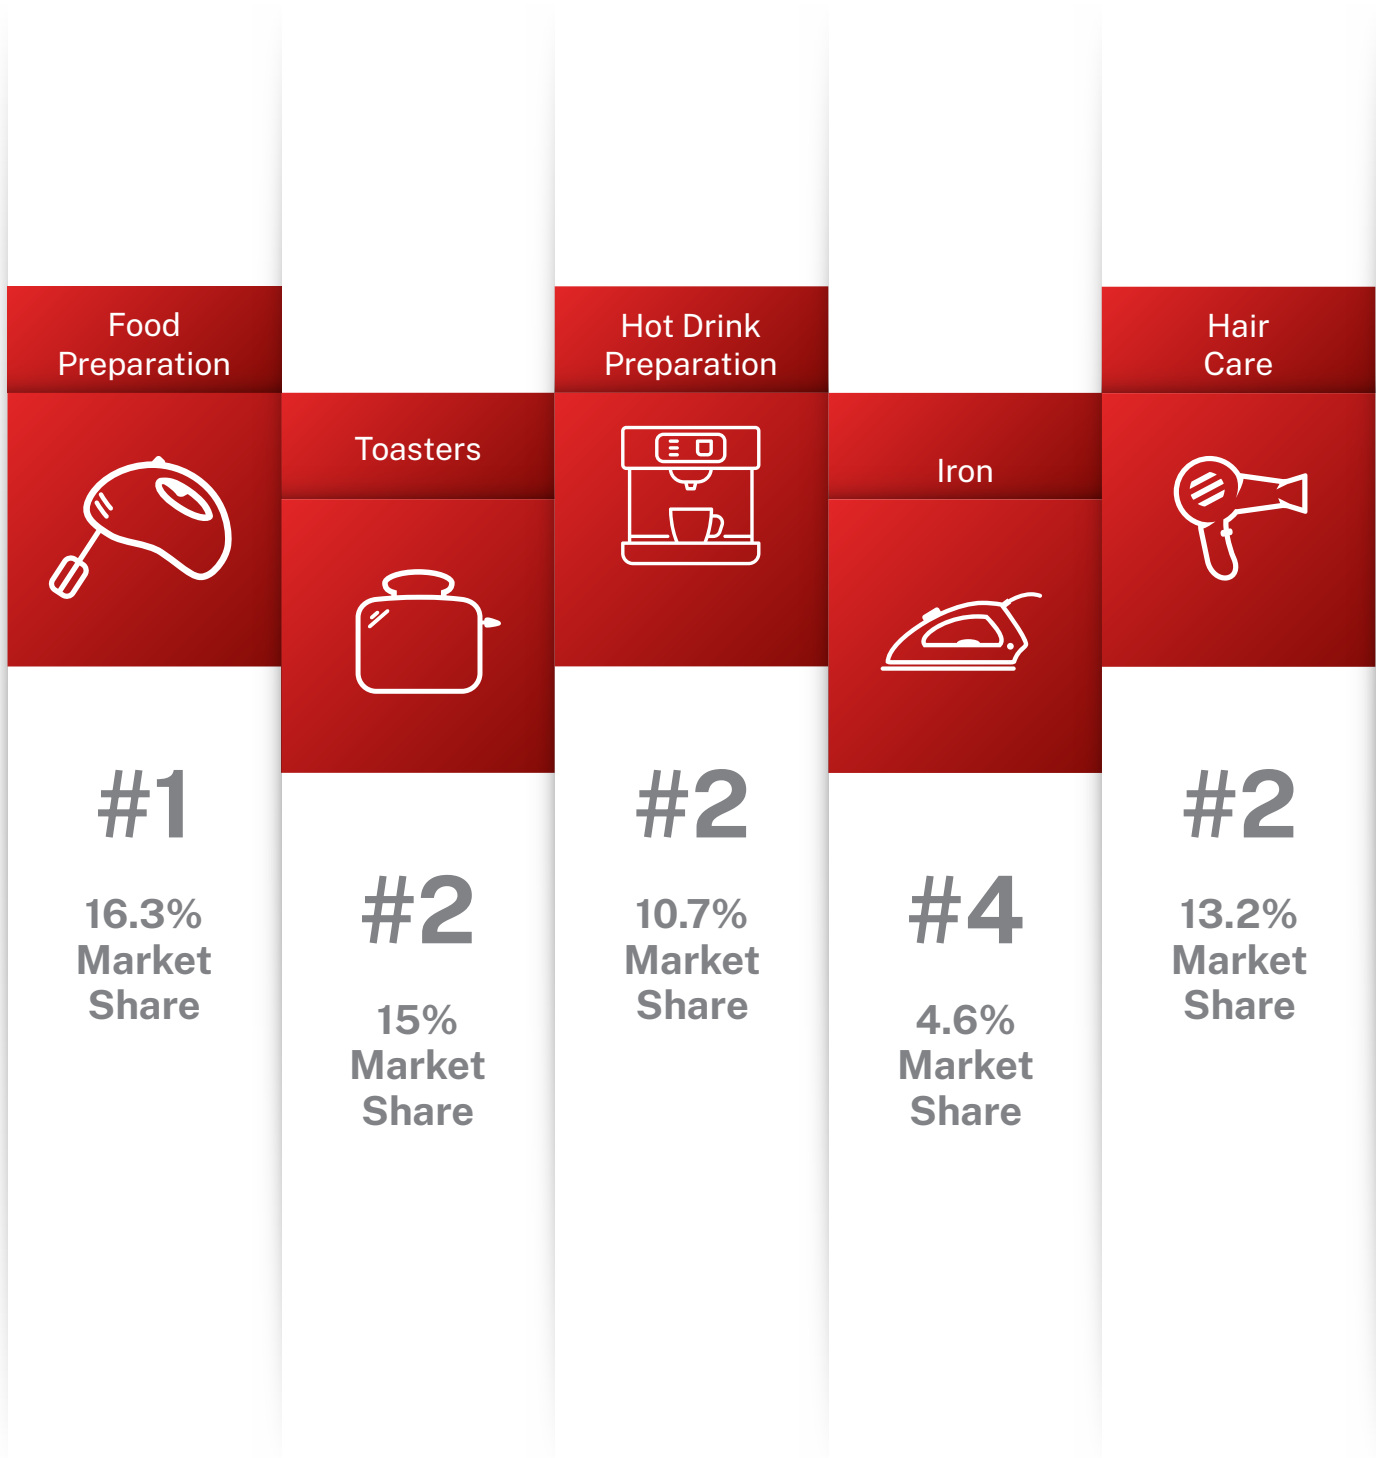 Food
Preparation
#1
16.3%
Market
Share
Toasters
#2
15%
Market
Share
Hot Drink
Preparation
#2
10.7%
Market
Share
Iron
#4
4.6%
Market
Share
Hair
Care
#2
13.2%
Market
Share